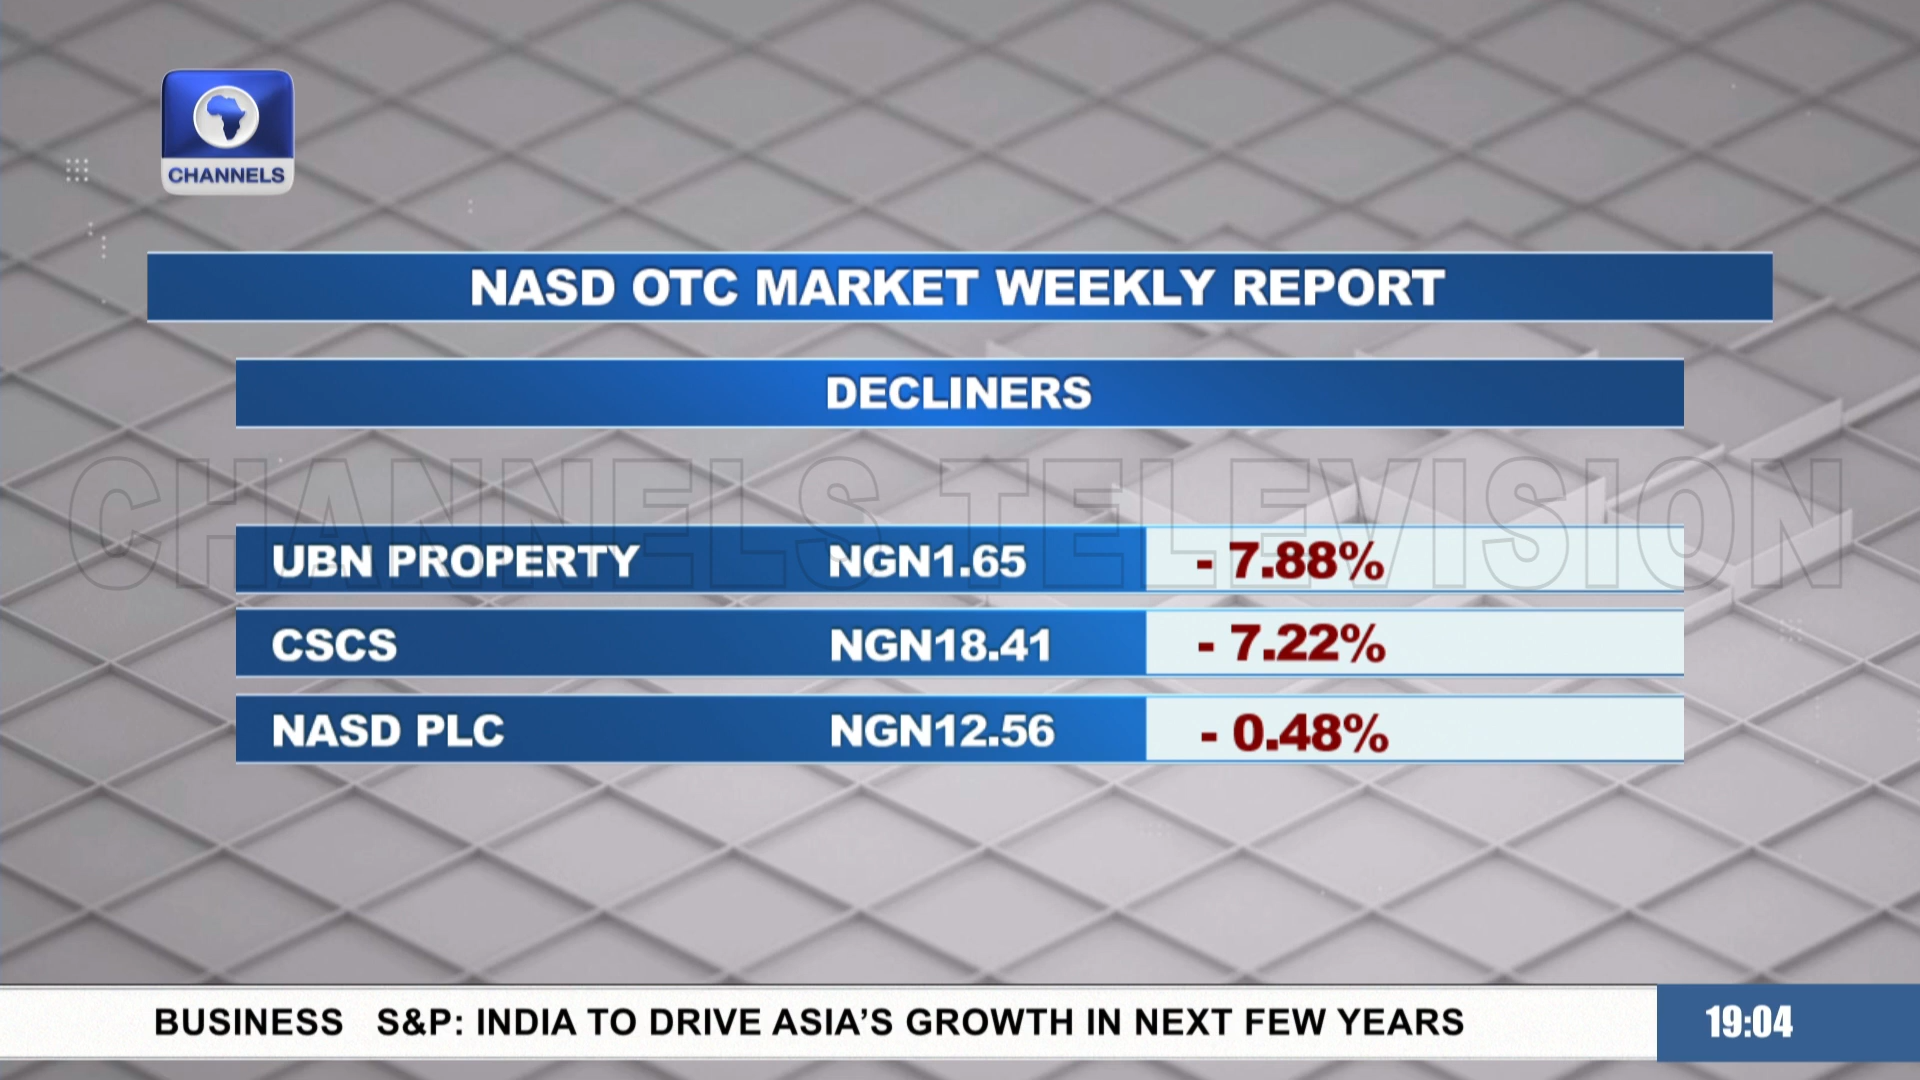 CHANNELS
NASD OTC MARKET WEEKLY REPORT
DECLINERS
CHANNELS TELEVISION
UBN PROPERTY NGN1.65 - 7.88%
CSCS NGN18.41 - 7.22%
NASD PLC NGN12.56 - 0.48%
BUSINESS S&P: INDIA TO DRIVE ASIA’S GROWTH IN NEXT FEW YEARS 19:04